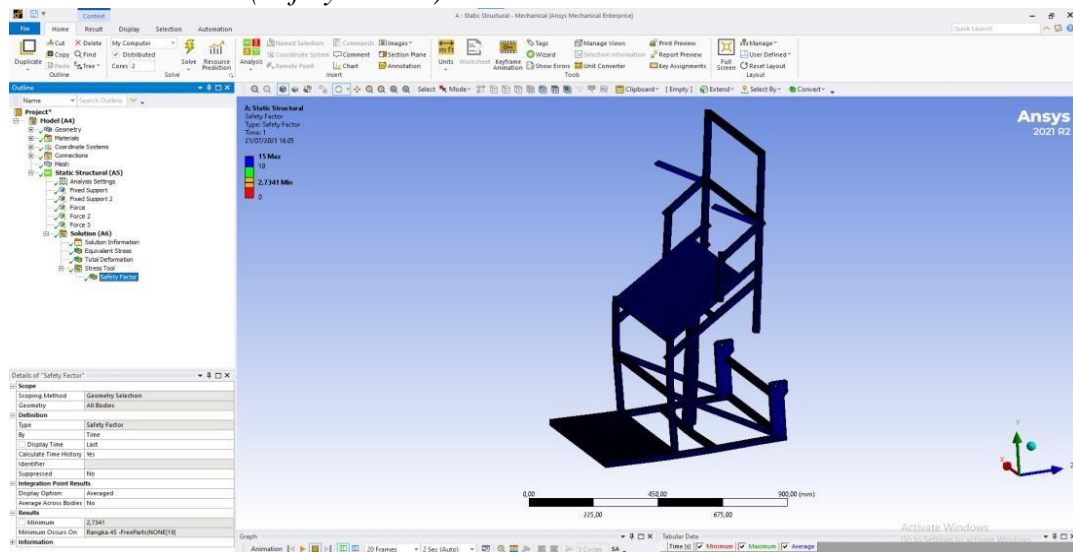 Context
A : Static Structural - Mechanical [Ansys Mechanical Enterprise]
File Home Result Display Selection Automation
Quick Launch
Duplicate
Cut
Copy
Paste
Delete
Find
Tree
Outline
My Computer
Distributed
Cores 2
Solve
Resource
Prediction
Solve
Analysis
Named Selection
Coordinate System
Remote Point
Commands
Comment
Chart
Images
Section Plane
Annotation
Insert
Units
Worksheet
Keyframe
Animation
Tags
Wizard
Show Errors
Manage Views
Selection Information
Unit Converter
Print Preview
Report Preview
Key Assignments
Tools
Full
Screen
Manage
User Defined
Reset Layout
Layout
Outline
Select Mode Clipboard [Empty] Extend Select By Convert
Name Search Outline
Project*
Model (A4)
Geometry
Materials
Coordinate Systems
Connections
Mesh
Static Structural (A5)
Analysis Settings
Fixed Support
Fixed Support 2
Force
Force 2
Force 3
Solution (A6)
Solution Information
Equivalent Stress
Total Deformation
Stress Tool
Safety Factor
A: Static Structural
Safety Factor
Type: Safety Factor
Time: 1
15 Max
10
2,7341 Min
0
Ansys
2021 R2
Y
X
Z
0,00 450,00 900,00 (mm)
225,00 675,00
Details of "Safety Factor"
Scope
Scoping Method Geometry Selection
Geometry All Bodies
Definition
Type Safety Factor
By Time
Display Time Last
Calculate Time History Yes
Identifier
Suppressed No
Integration Point Results
Display Option Averaged
Average Across Bodies No
Results
Minimum 2,7341
Minimum Occurs On
Information
Activate Windows
Go to Settings to activate Windows.
Graph
Tabular Data
Animation 20 Frames 2 Sec (Auto) 1 Cycles
Time [s] Minimum Maximum Average